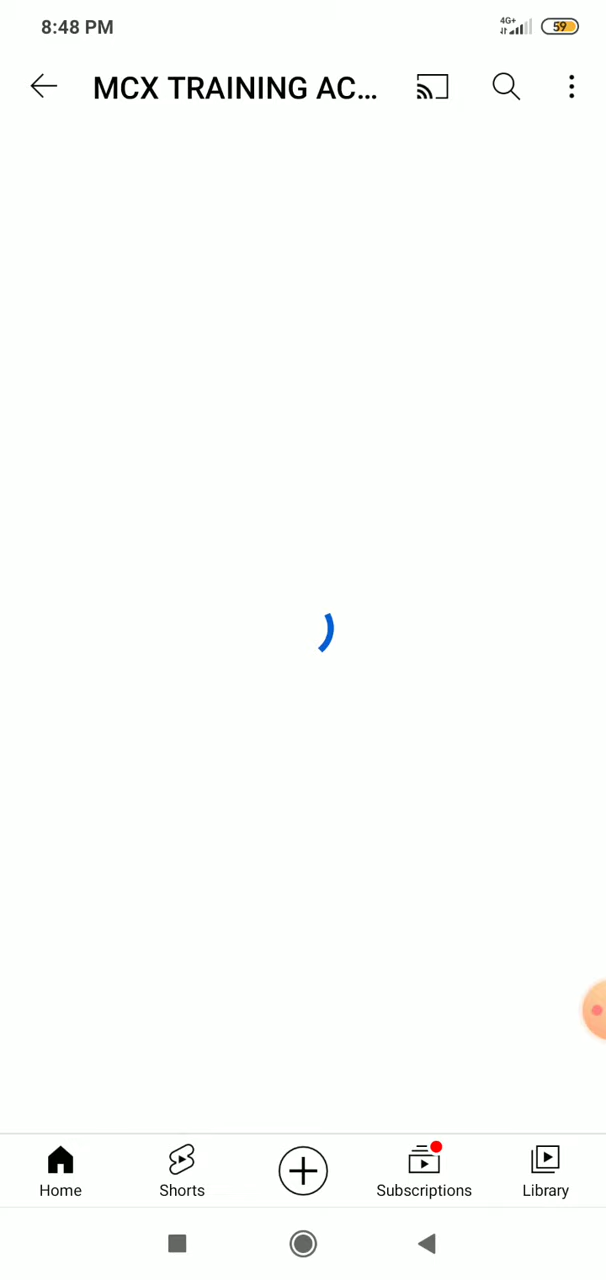 8:48 PM
4G+
59
MCX TRAINING AC...
Home
Shorts
Subscriptions
Library